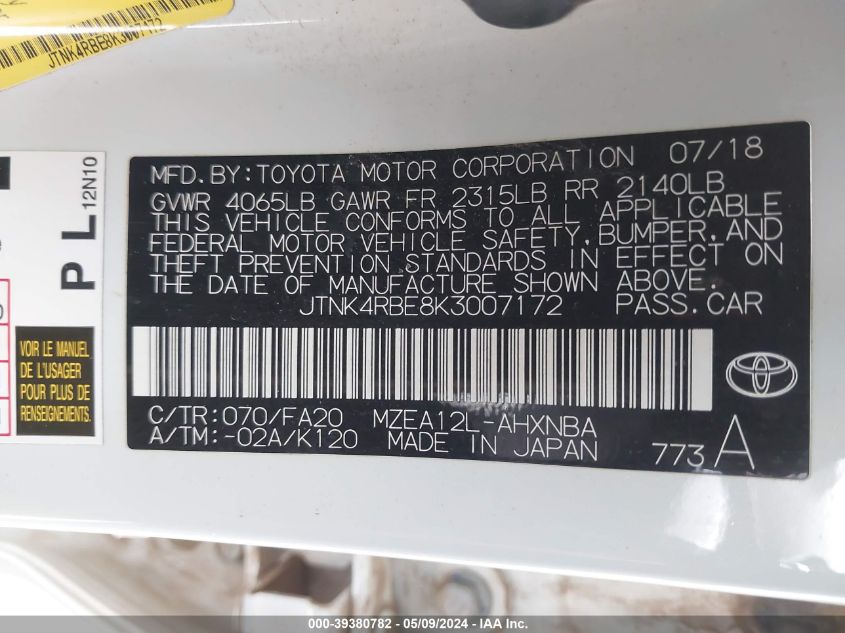 JTNK4RBE8K3007172
12N10
PL
VOIR LE MANUEL
DE L'USAGER
POUR PLUS DE
RENSEIGNEMENTS.
MFD.BY:TOYOTA MOTOR CORPORATION 07/18
GVWR 4065LB GAWR FR 2315LB RR 2140LB
THIS VEHICLE CONFORMS TO ALL APPLICABLE
FEDERAL MOTOR VEHICLE SAFETY,BUMPER,AND
THEFT PREVENTION STANDARDS IN EFFECT ON
THE DATE OF MANUFACTURE SHOWN ABOVE.
JTNK4RBE8K3007172 PASS.CAR
C/TR:070/FA20 MZEA12L-AHXNBA
A/TM:-02A/K120 MADE IN JAPAN 773 A
000-39380782 - 05/09/2024 - IAA, Inc.